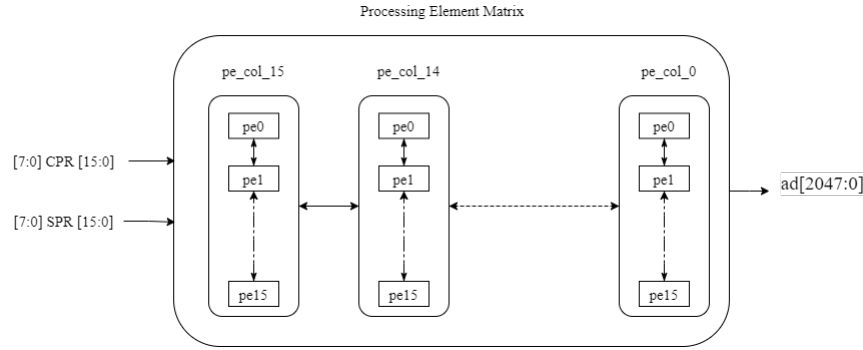 Processing Element Matrix
pe_col_15
pe_col_14
pe_col_0
pe0
pe0
pe0
[7:0] CPR [15:0]
pe1
pe1
pe1
ad[2047:0]
[7:0] SPR [15:0]
pe15
pe15
pe15